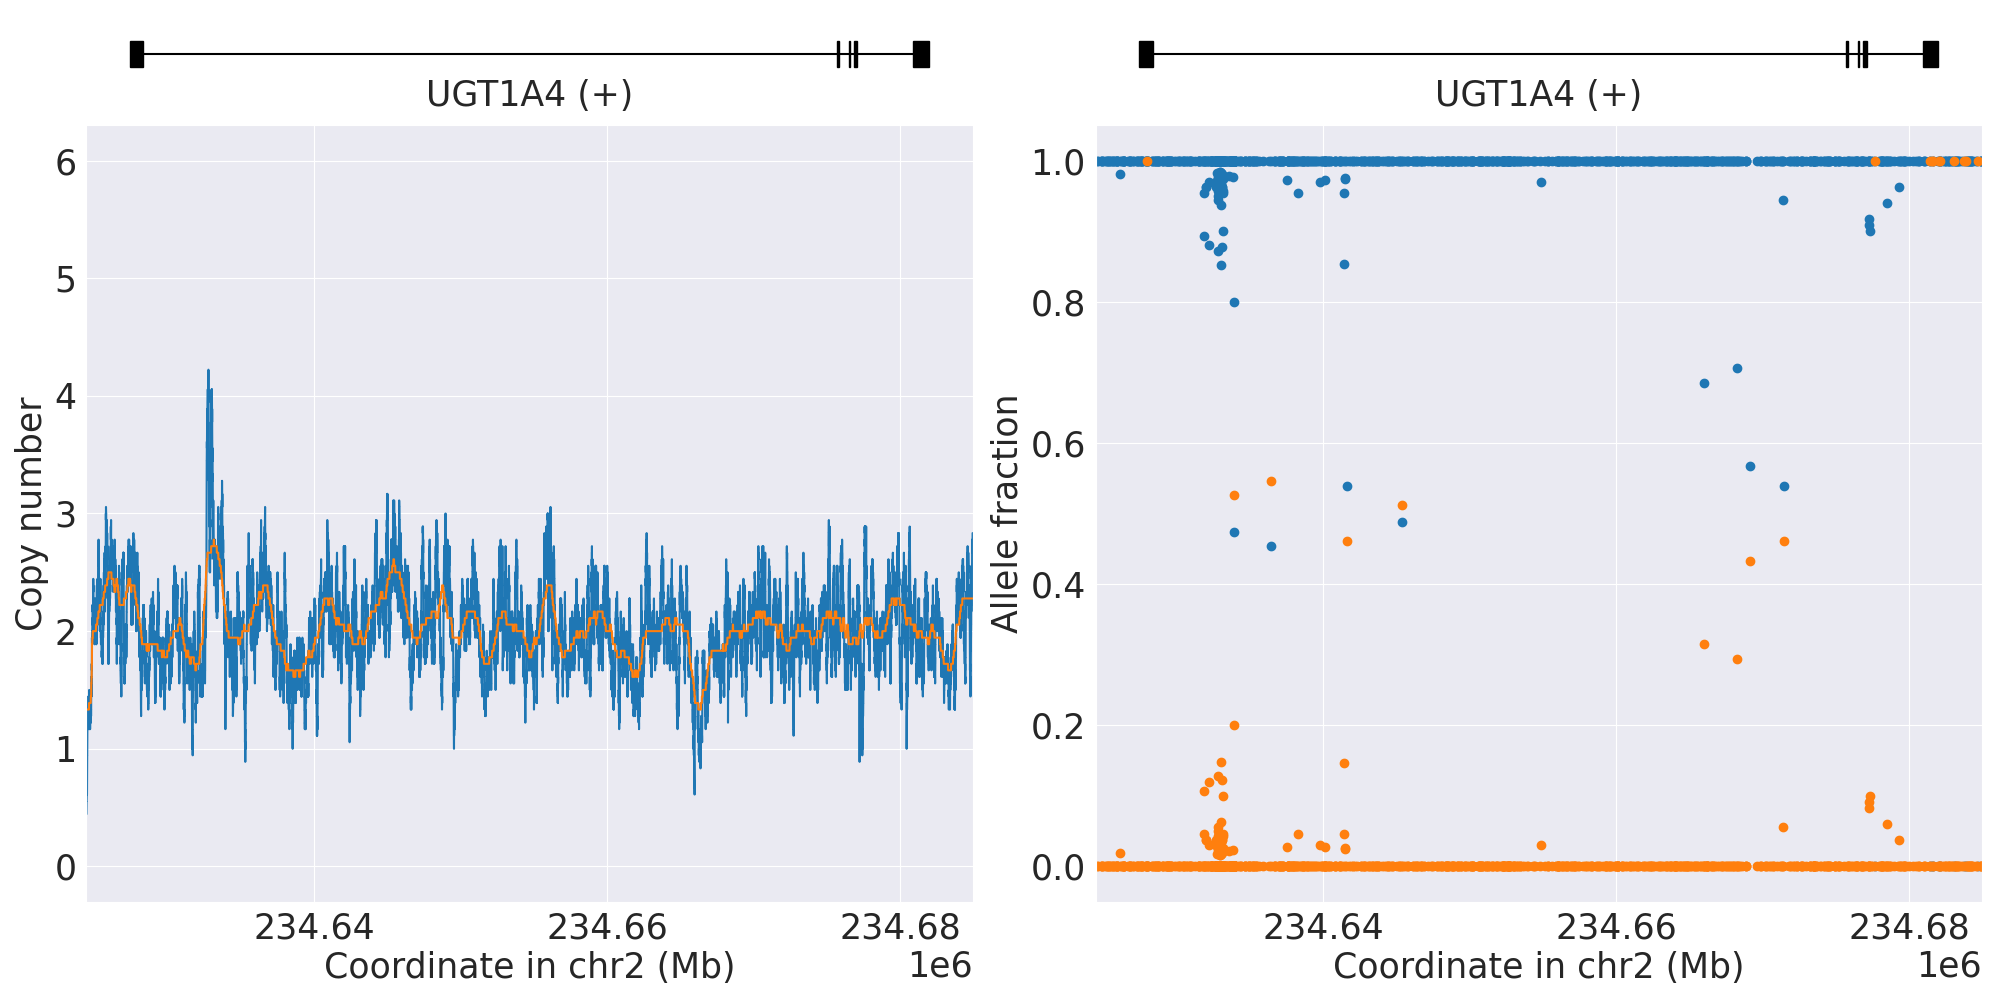 UGT1A4 (+)
6
5
4
3
2
1
0
Copy number
234.64 234.66 234.68
1e6
Coordinate in chr2 (Mb)
UGT1A4 (+)
1.0
0.8
0.6
0.4
0.2
0.0
Allele fraction
234.64 234.66 234.68
1e6
Coordinate in chr2 (Mb)